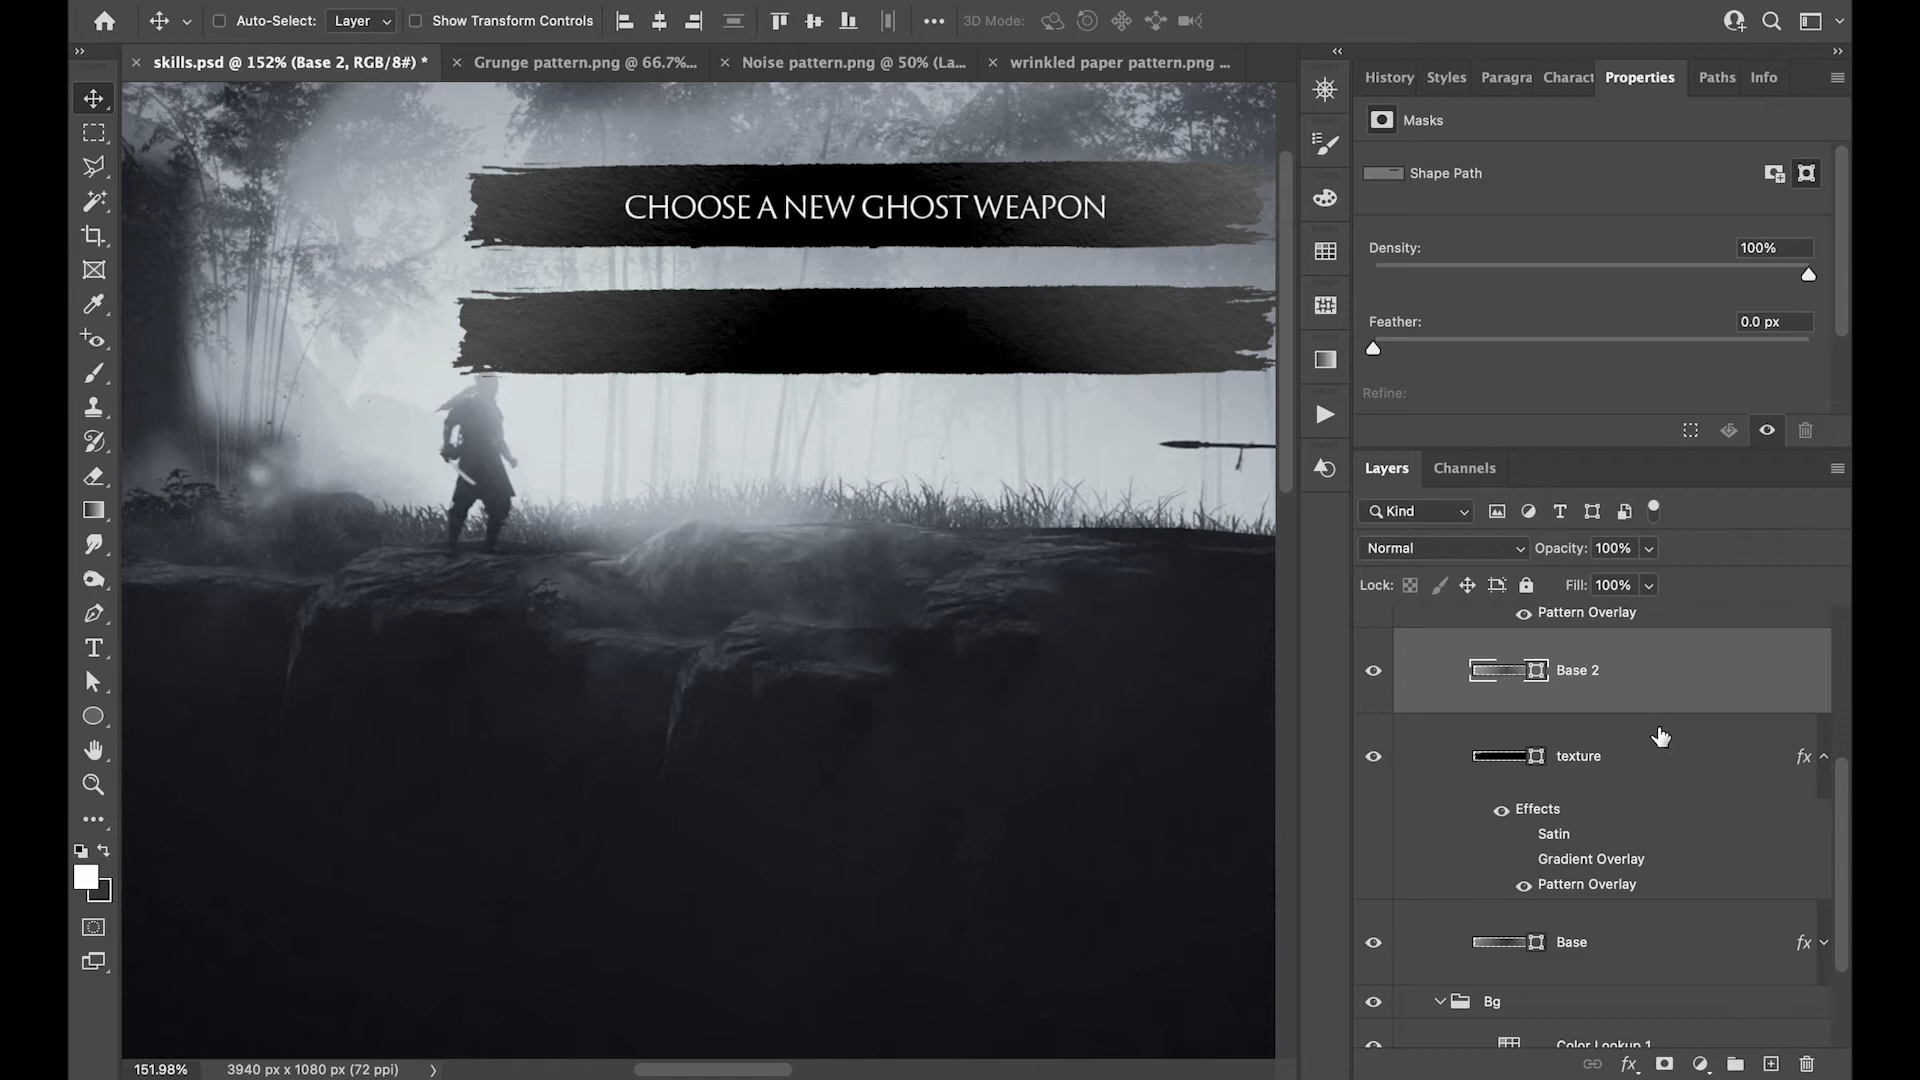 Auto-Select: Layer Show Transform Controls 3D Mode:
skills.psd @ 152% (Base 2, RGB/8#) * Grunge pattern.png @ 66.7%... Noise pattern.png @ 50% (La... wrinkled paper pattern.png ...
History Styles Paragra Charact Properties Paths Info
Masks
Shape Path
CHOOSE A NEW GHOST WEAPON
Density: 100%
Feather: 0.0 px
Refine:
Layers Channels
Kind
Normal Opacity: 100%
Lock: Fill: 100%
Pattern Overlay
Base 2
texture fx
Effects
Satin
Gradient Overlay
Pattern Overlay
Base fx
Bg
Color Lookup 1
151.98% 3940 px x 1080 px (72 ppi)
fx